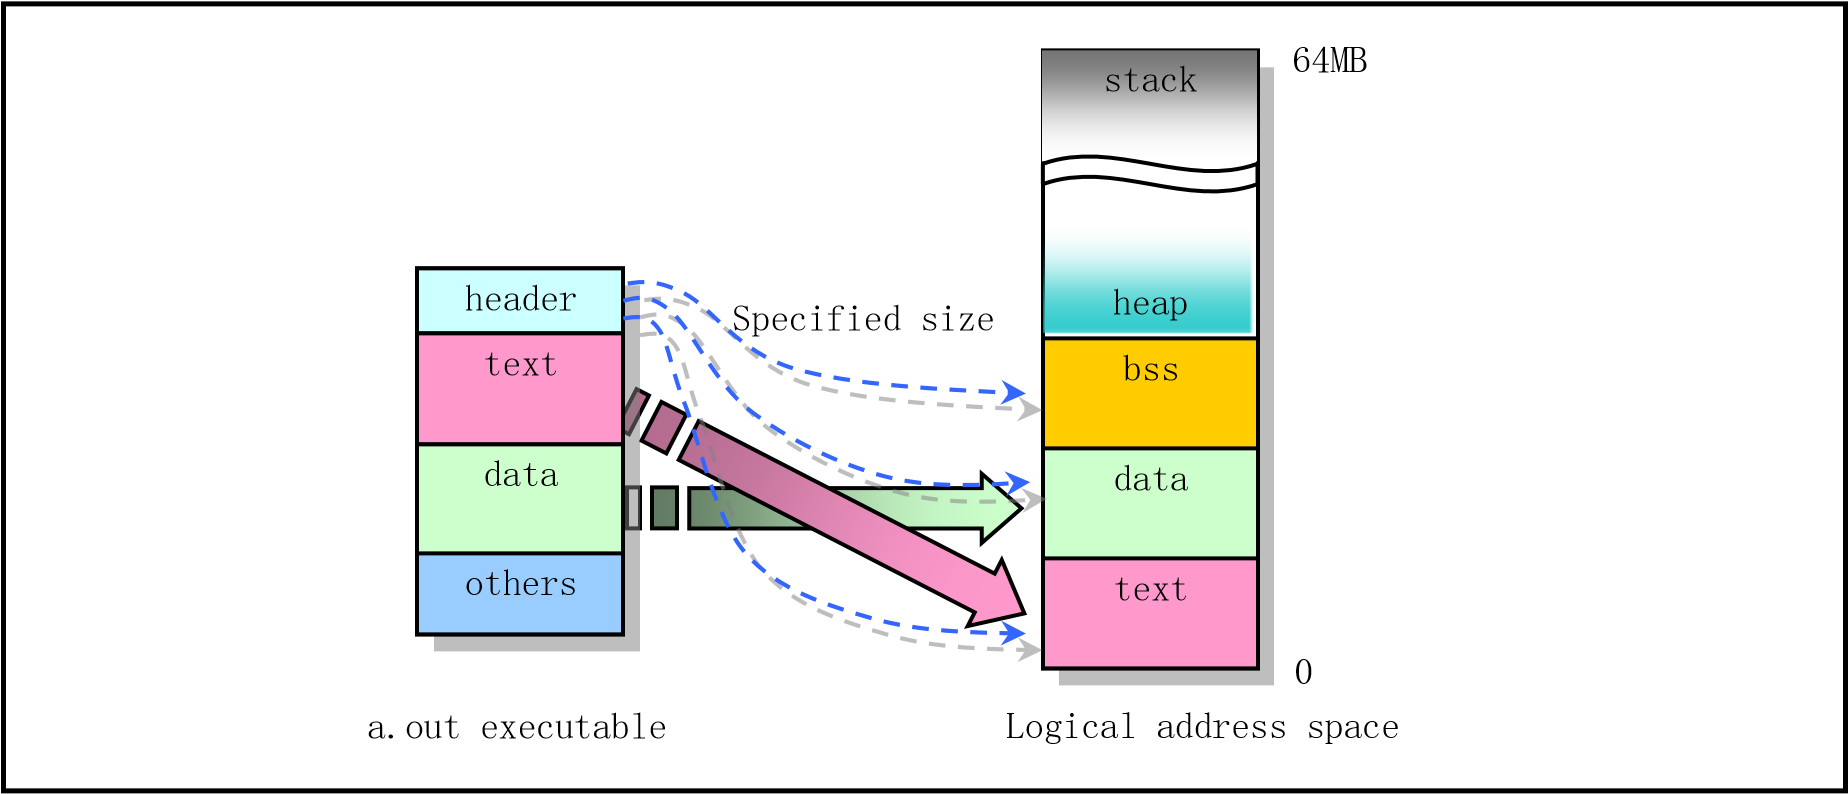 64MB
stack
header
heap
Specified size
text
bss
data
data
others
text
0
a.out executable
Logical address space